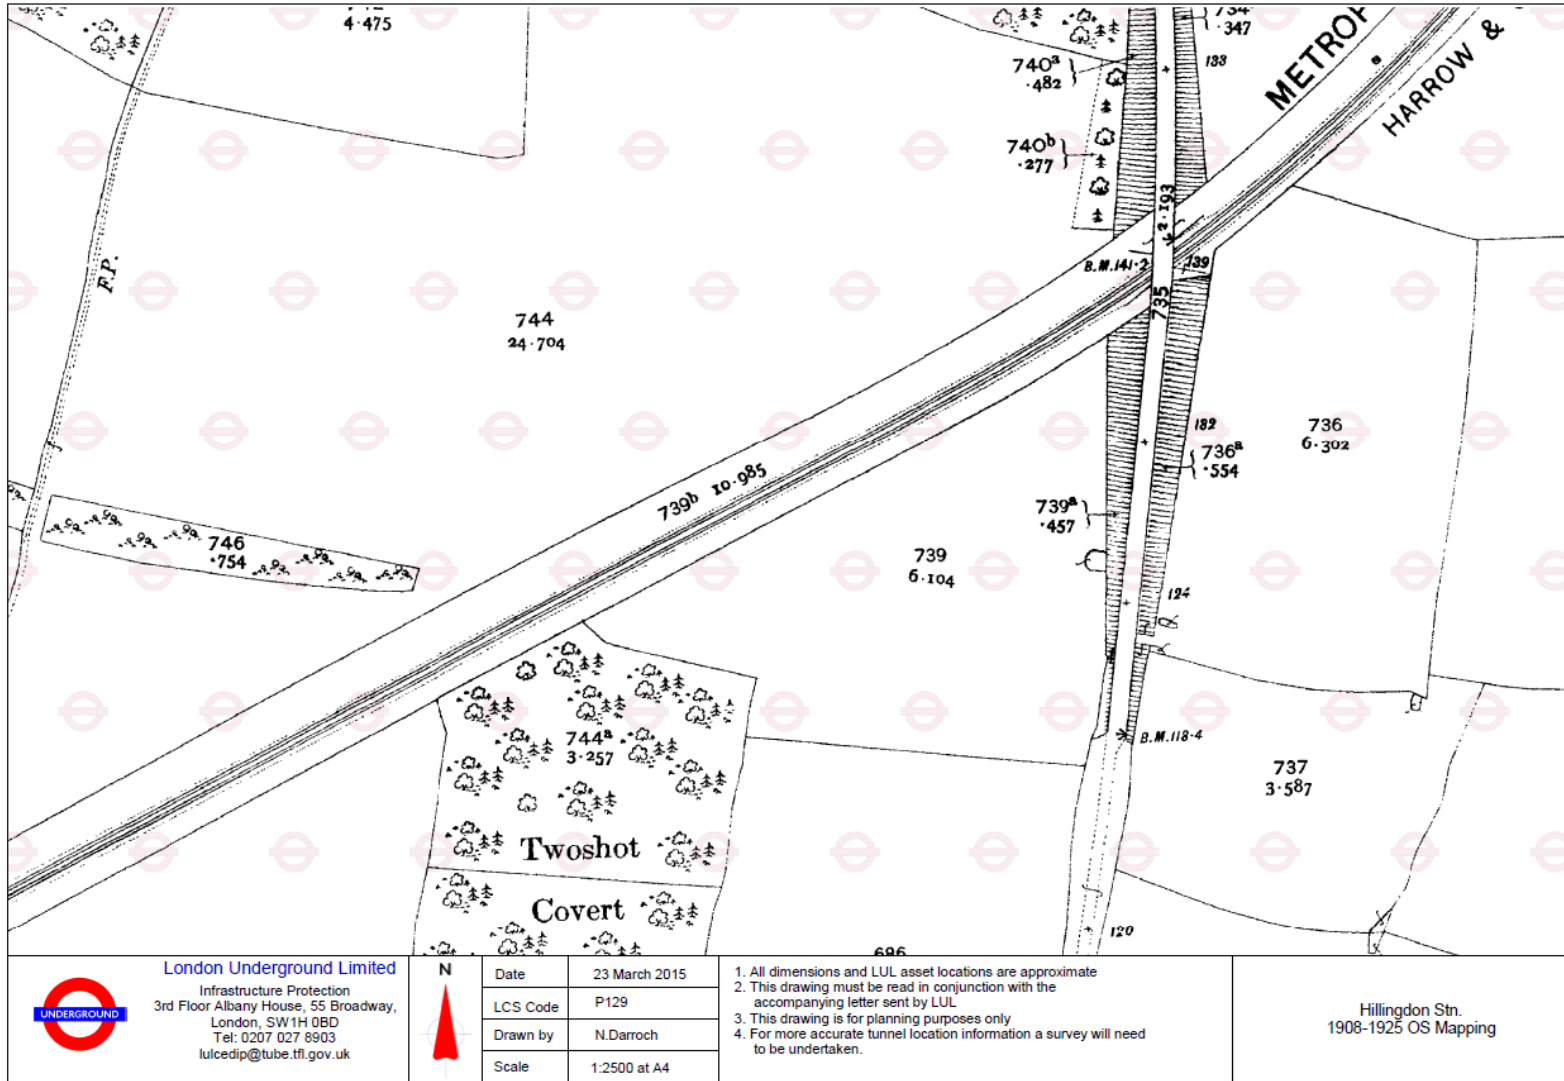 4·475
734
·347
740ª
·482
133
METROP
HARROW &
740ᵇ
·277
2·193
F.P.
B.M.141·2
139
735
744
24·704
132
736
6·302
736ª
·554
739ᵇ 10·985
739ª
·457
746
·754
739
6·104
124
744ª
3·257
B.M.118·4
737
3·587
Twoshot
Covert
120
696
London Underground Limited
Infrastructure Protection
3rd Floor Albany House, 55 Broadway,
London, SW1H 0BD
Tel: 0207 027 8903
lulcedip@tube.tfl.gov.uk
UNDERGROUND
N
Date 23 March 2015
LCS Code P129
Drawn by N.Darroch
Scale 1:2500 at A4
1. All dimensions and LUL asset locations are approximate
2. This drawing must be read in conjunction with the
accompanying letter sent by LUL
3. This drawing is for planning purposes only
4. For more accurate tunnel location information a survey will need
to be undertaken.
Hillingdon Stn.
1908-1925 OS Mapping